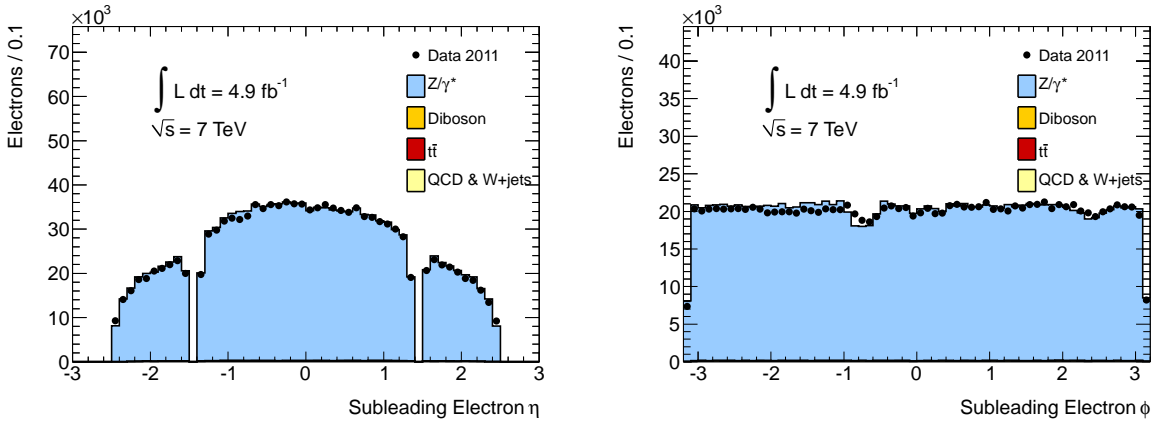 ×10³
Electrons / 0.1
70
60
50
40
30
20
10
0
∫ L dt = 4.9 fb⁻¹
√s = 7 TeV
Data 2011
Z/γ*
Diboson
tt̄
QCD & W+jets
-3 -2 -1 0 1 2 3
Subleading Electron η
×10³
Electrons / 0.1
40
35
30
25
20
15
10
5
0
∫ L dt = 4.9 fb⁻¹
√s = 7 TeV
Data 2011
Z/γ*
Diboson
tt̄
QCD & W+jets
-3 -2 -1 0 1 2 3
Subleading Electron ϕ